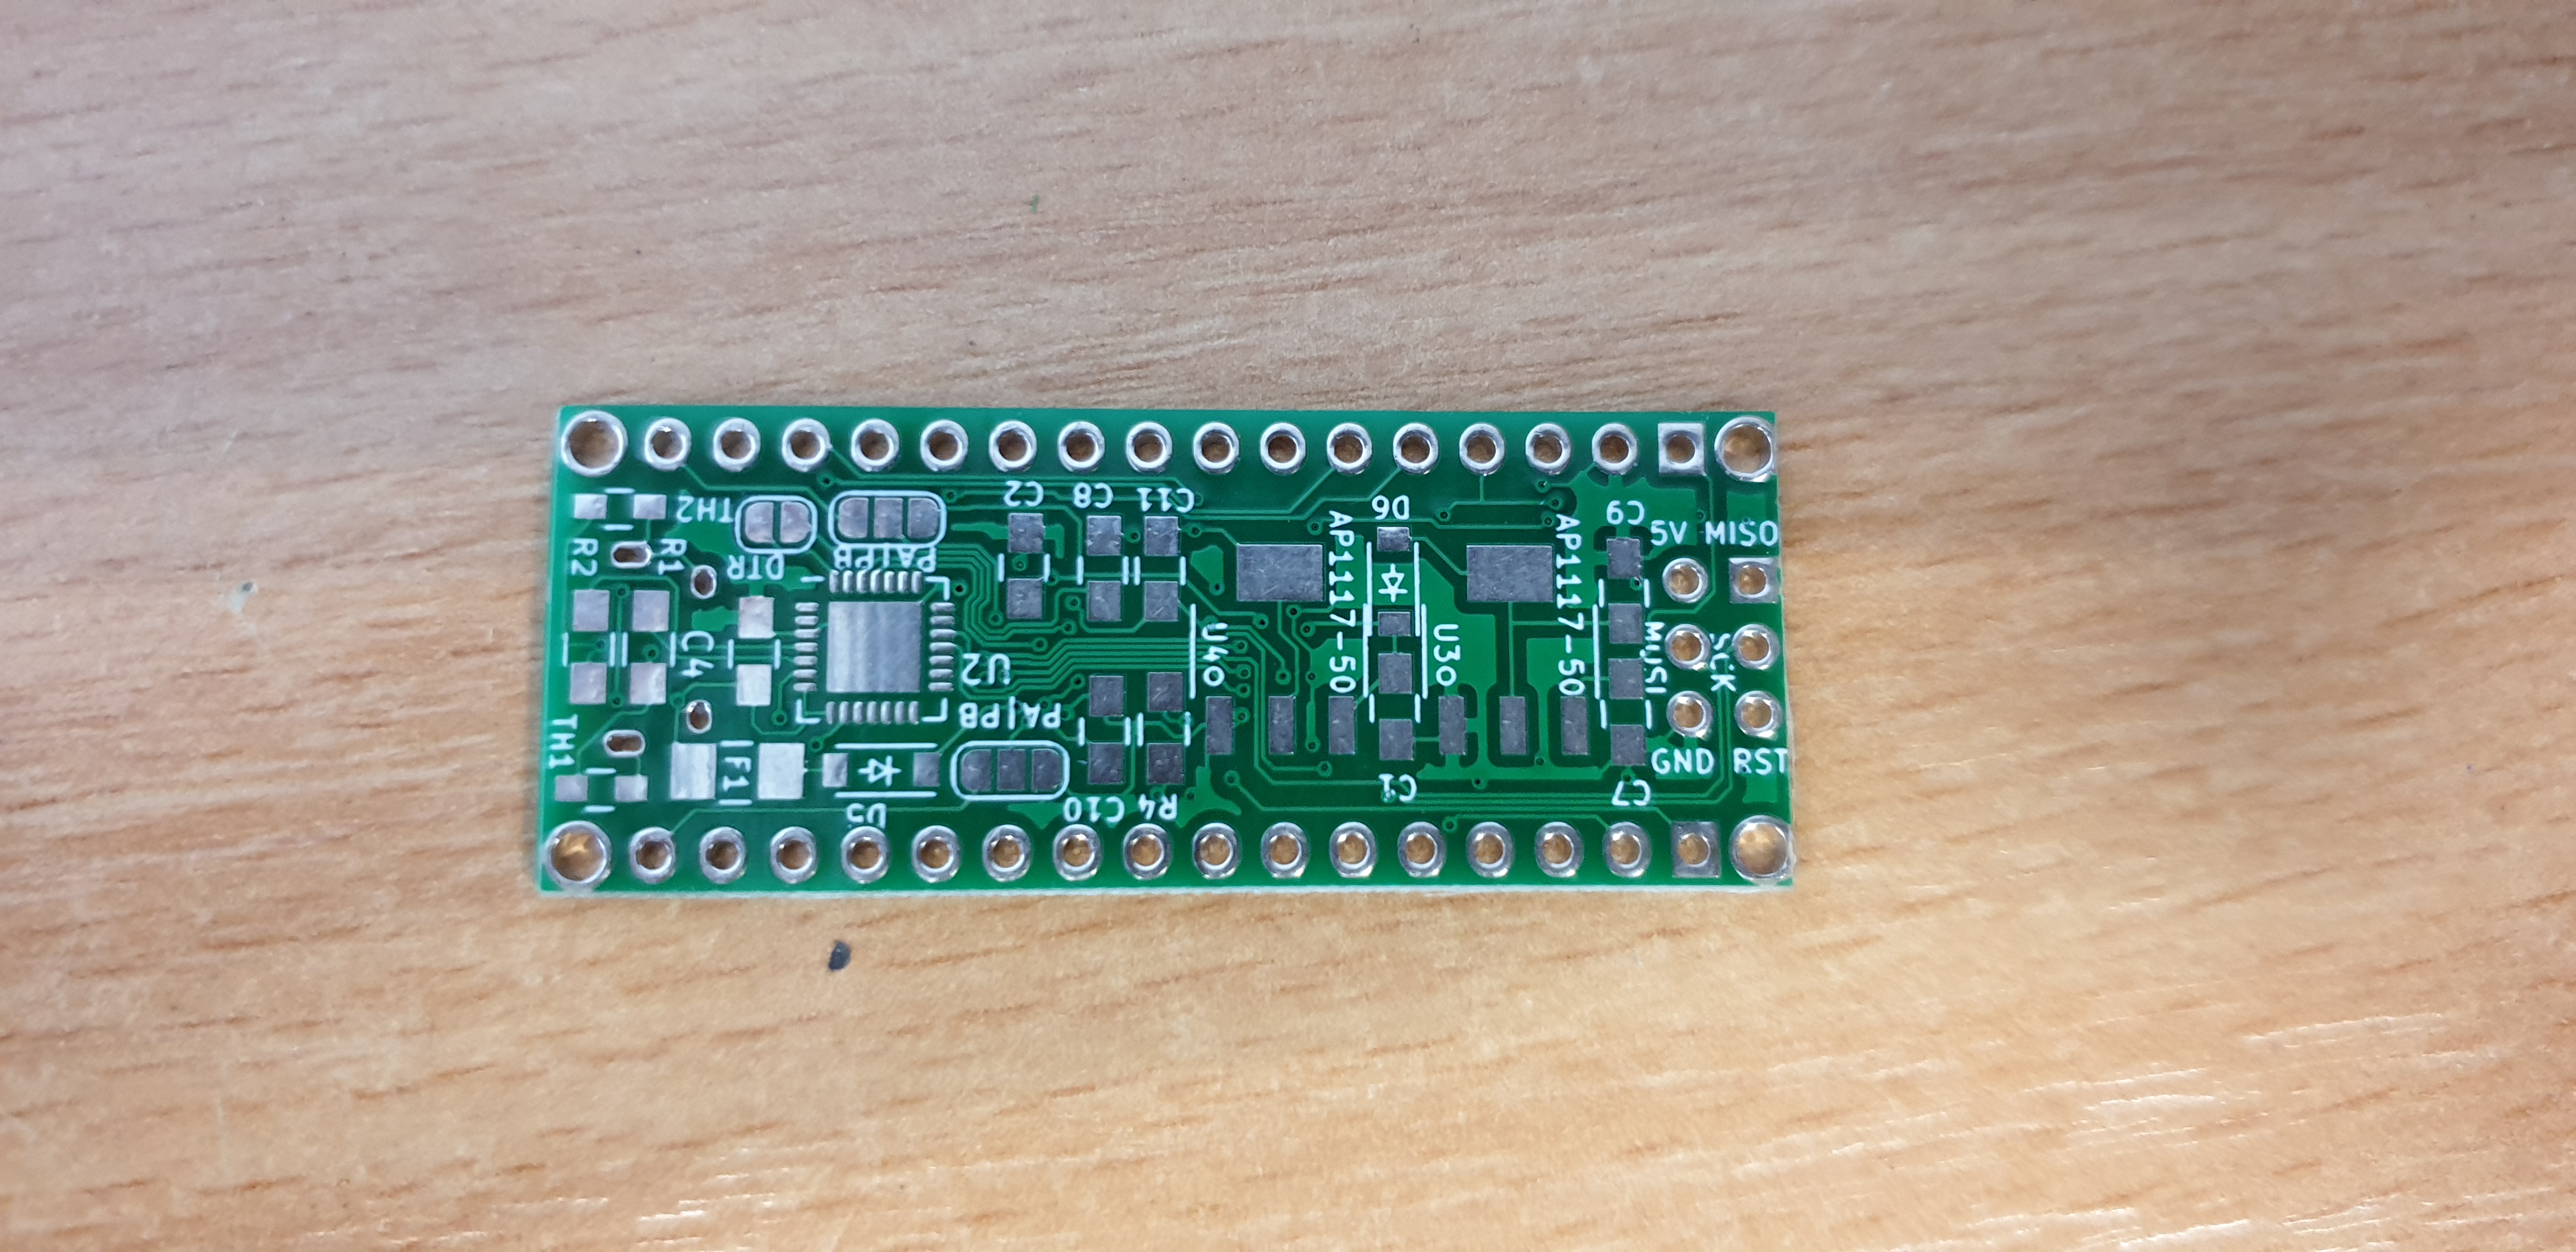 TH1
R2
R1
C4
TH2
F1
DTR
D5
PA|PB
PA|PB
U2
C2
C10
C8
R4
C11
U4
AP1117-50
C1
D6
U3
AP1117-50
C7
C9
MOSI
GND
5V
SCK
RST
MISO